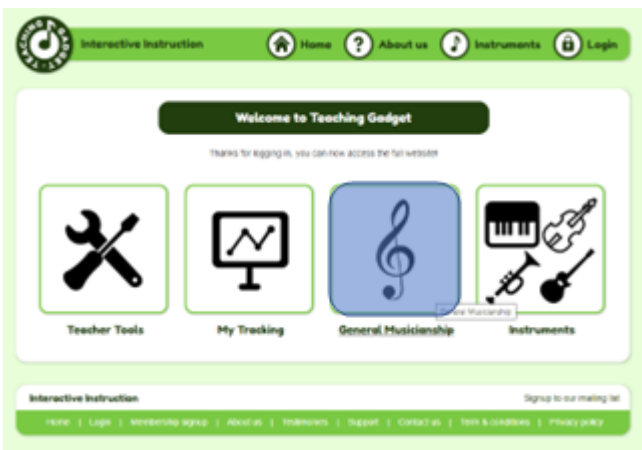 TEACHING GADGET
Interactive Instruction
Home
About us
Instruments
Login
Welcome to Teaching Gadget
Thanks for logging in, you can now access the full website!
Teacher Tools
My Tracking
General Musicianship
General Musicianship
Instruments
Interactive Instruction
Signup to our mailing list
Home | Login | Membership signup | About us | Testimonies | Support | Contact us | Term & conditions | Privacy policy